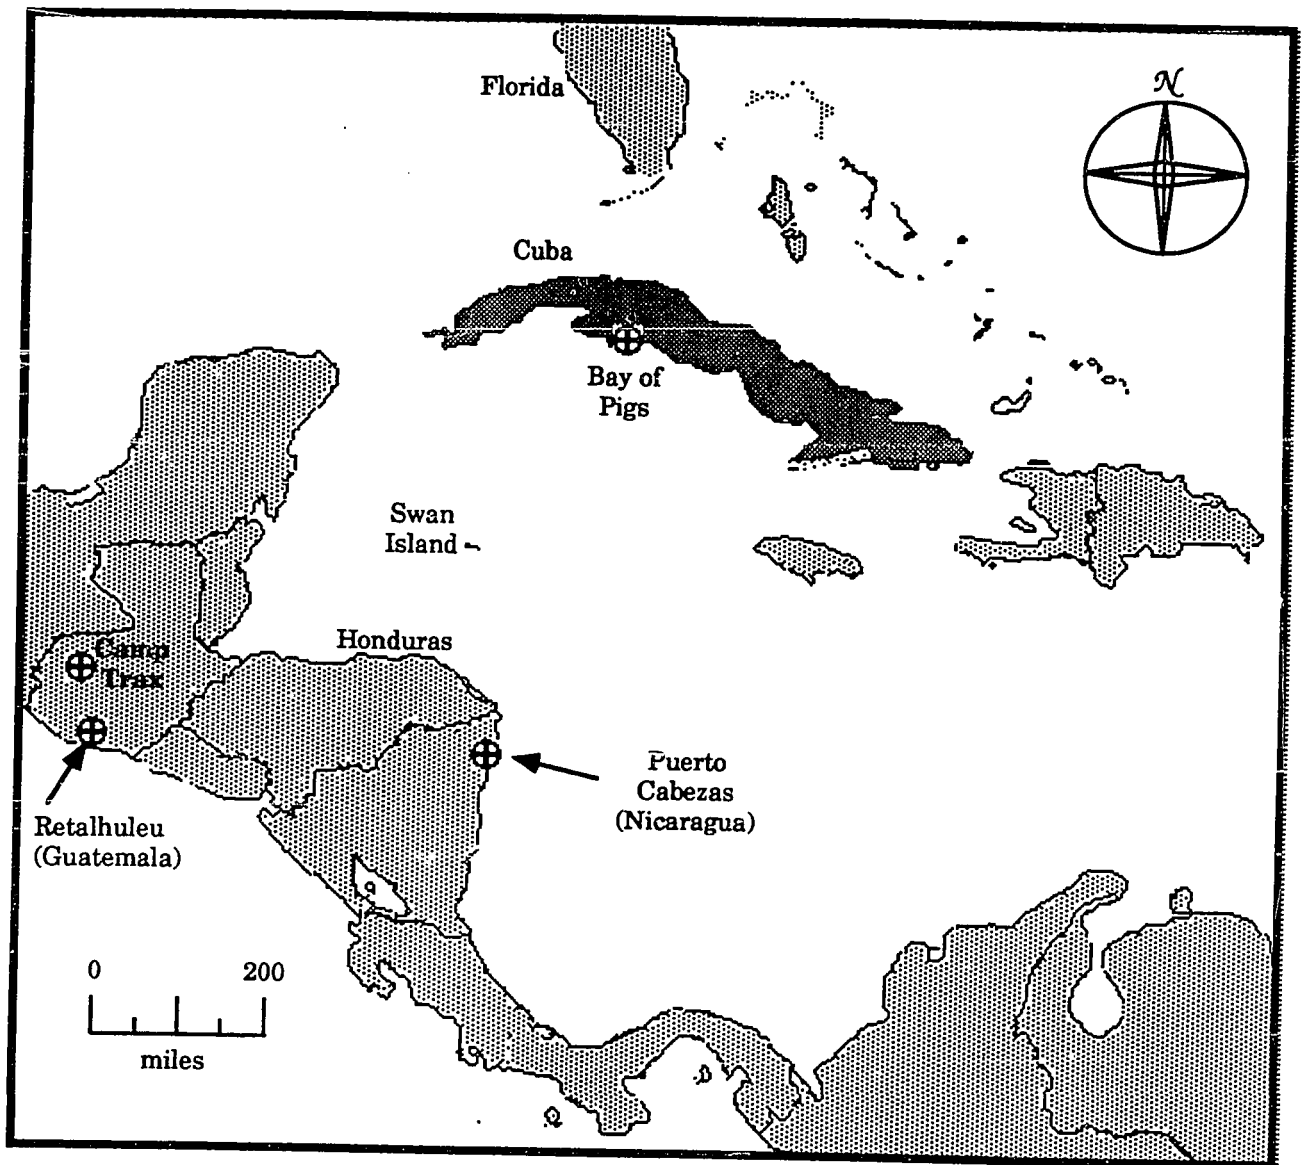 N
Florida
Cuba
Bay of
Pigs
Swan
Island
Honduras
Camp
Trax
Puerto
Cabezas
(Nicaragua)
Retalhuleu
(Guatemala)
0 200
miles